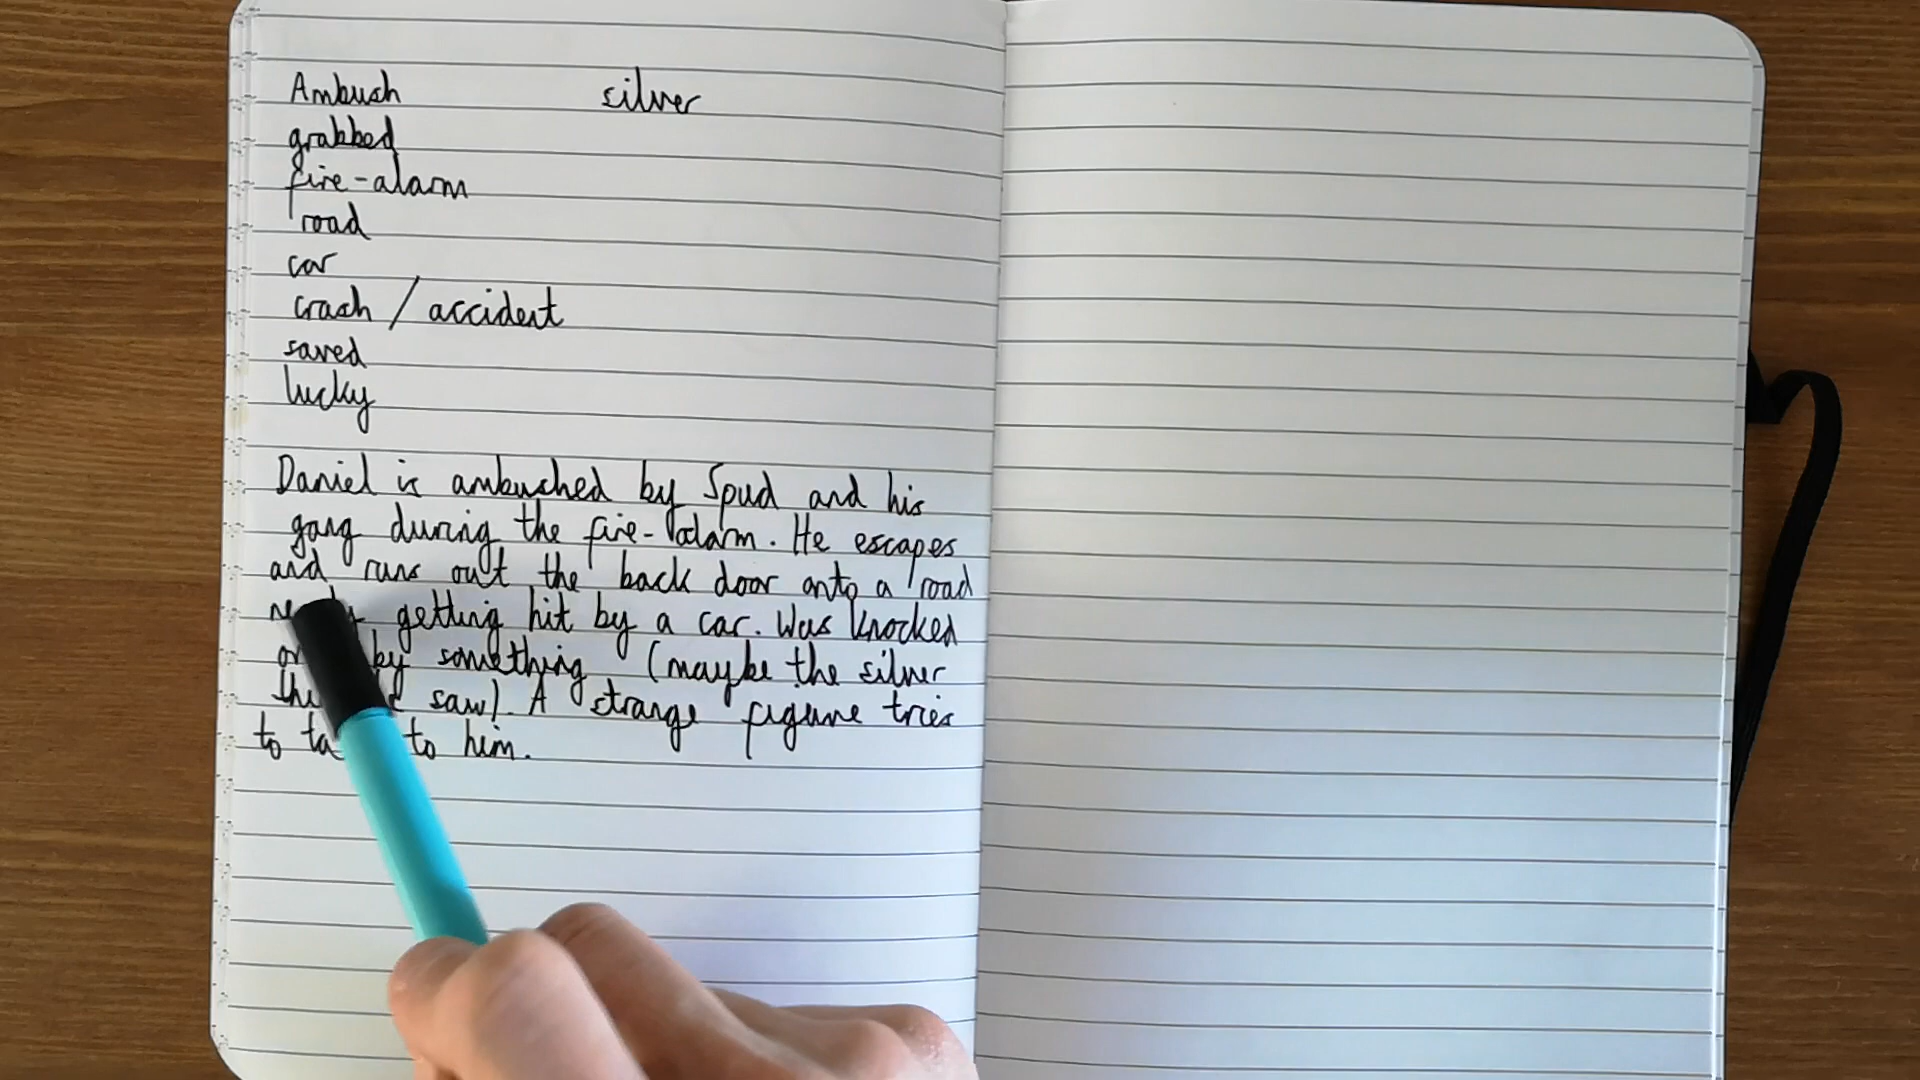 Ambush silver
grabbed
fire-alarm
road
car
crash / accident
saved
lucky
Daniel is ambushed by Spud and his
gang during the fire-alarm. He escapes
and runs out the back door onto a road
getting hit by a car. Was knocked
by something (maybe the silver
saw). A strange figure tries
to to him.